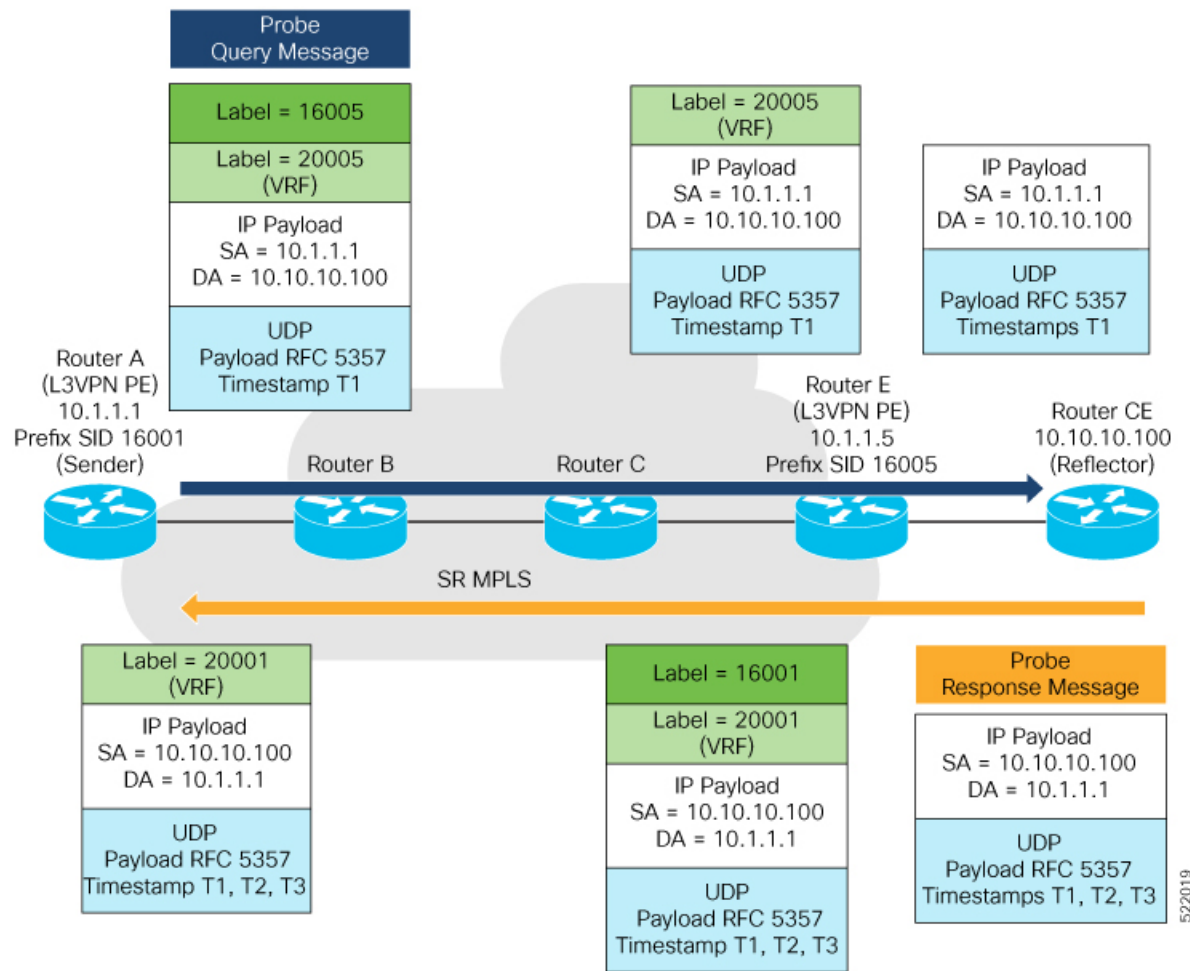 Probe
Query Message
Label = 16005
Label = 20005
(VRF)
IP Payload
SA = 10.1.1.1
DA = 10.10.10.100
UDP
Payload RFC 5357
Timestamp T1
Label = 20005
(VRF)
IP Payload
SA = 10.1.1.1
DA = 10.10.10.100
UDP
Payload RFC 5357
Timestamp T1
IP Payload
SA = 10.1.1.1
DA = 10.10.10.100
UDP
Payload RFC 5357
Timestamps T1
Router A
(L3VPN PE)
10.1.1.1
Prefix SID 16001
(Sender)
Router B
Router C
Router E
(L3VPN PE)
10.1.1.5
Prefix SID 16005
Router CE
10.10.10.100
(Reflector)
SR MPLS
Label = 20001
(VRF)
IP Payload
SA = 10.10.10.100
DA = 10.1.1.1
UDP
Payload RFC 5357
Timestamp T1, T2, T3
Label = 16001
Label = 20001
(VRF)
IP Payload
SA = 10.10.10.100
DA = 10.1.1.1
UDP
Payload RFC 5357
Timestamp T1, T2, T3
Probe
Response Message
IP Payload
SA = 10.10.10.100
DA = 10.1.1.1
UDP
Payload RFC 5357
Timestamps T1, T2, T3
522019